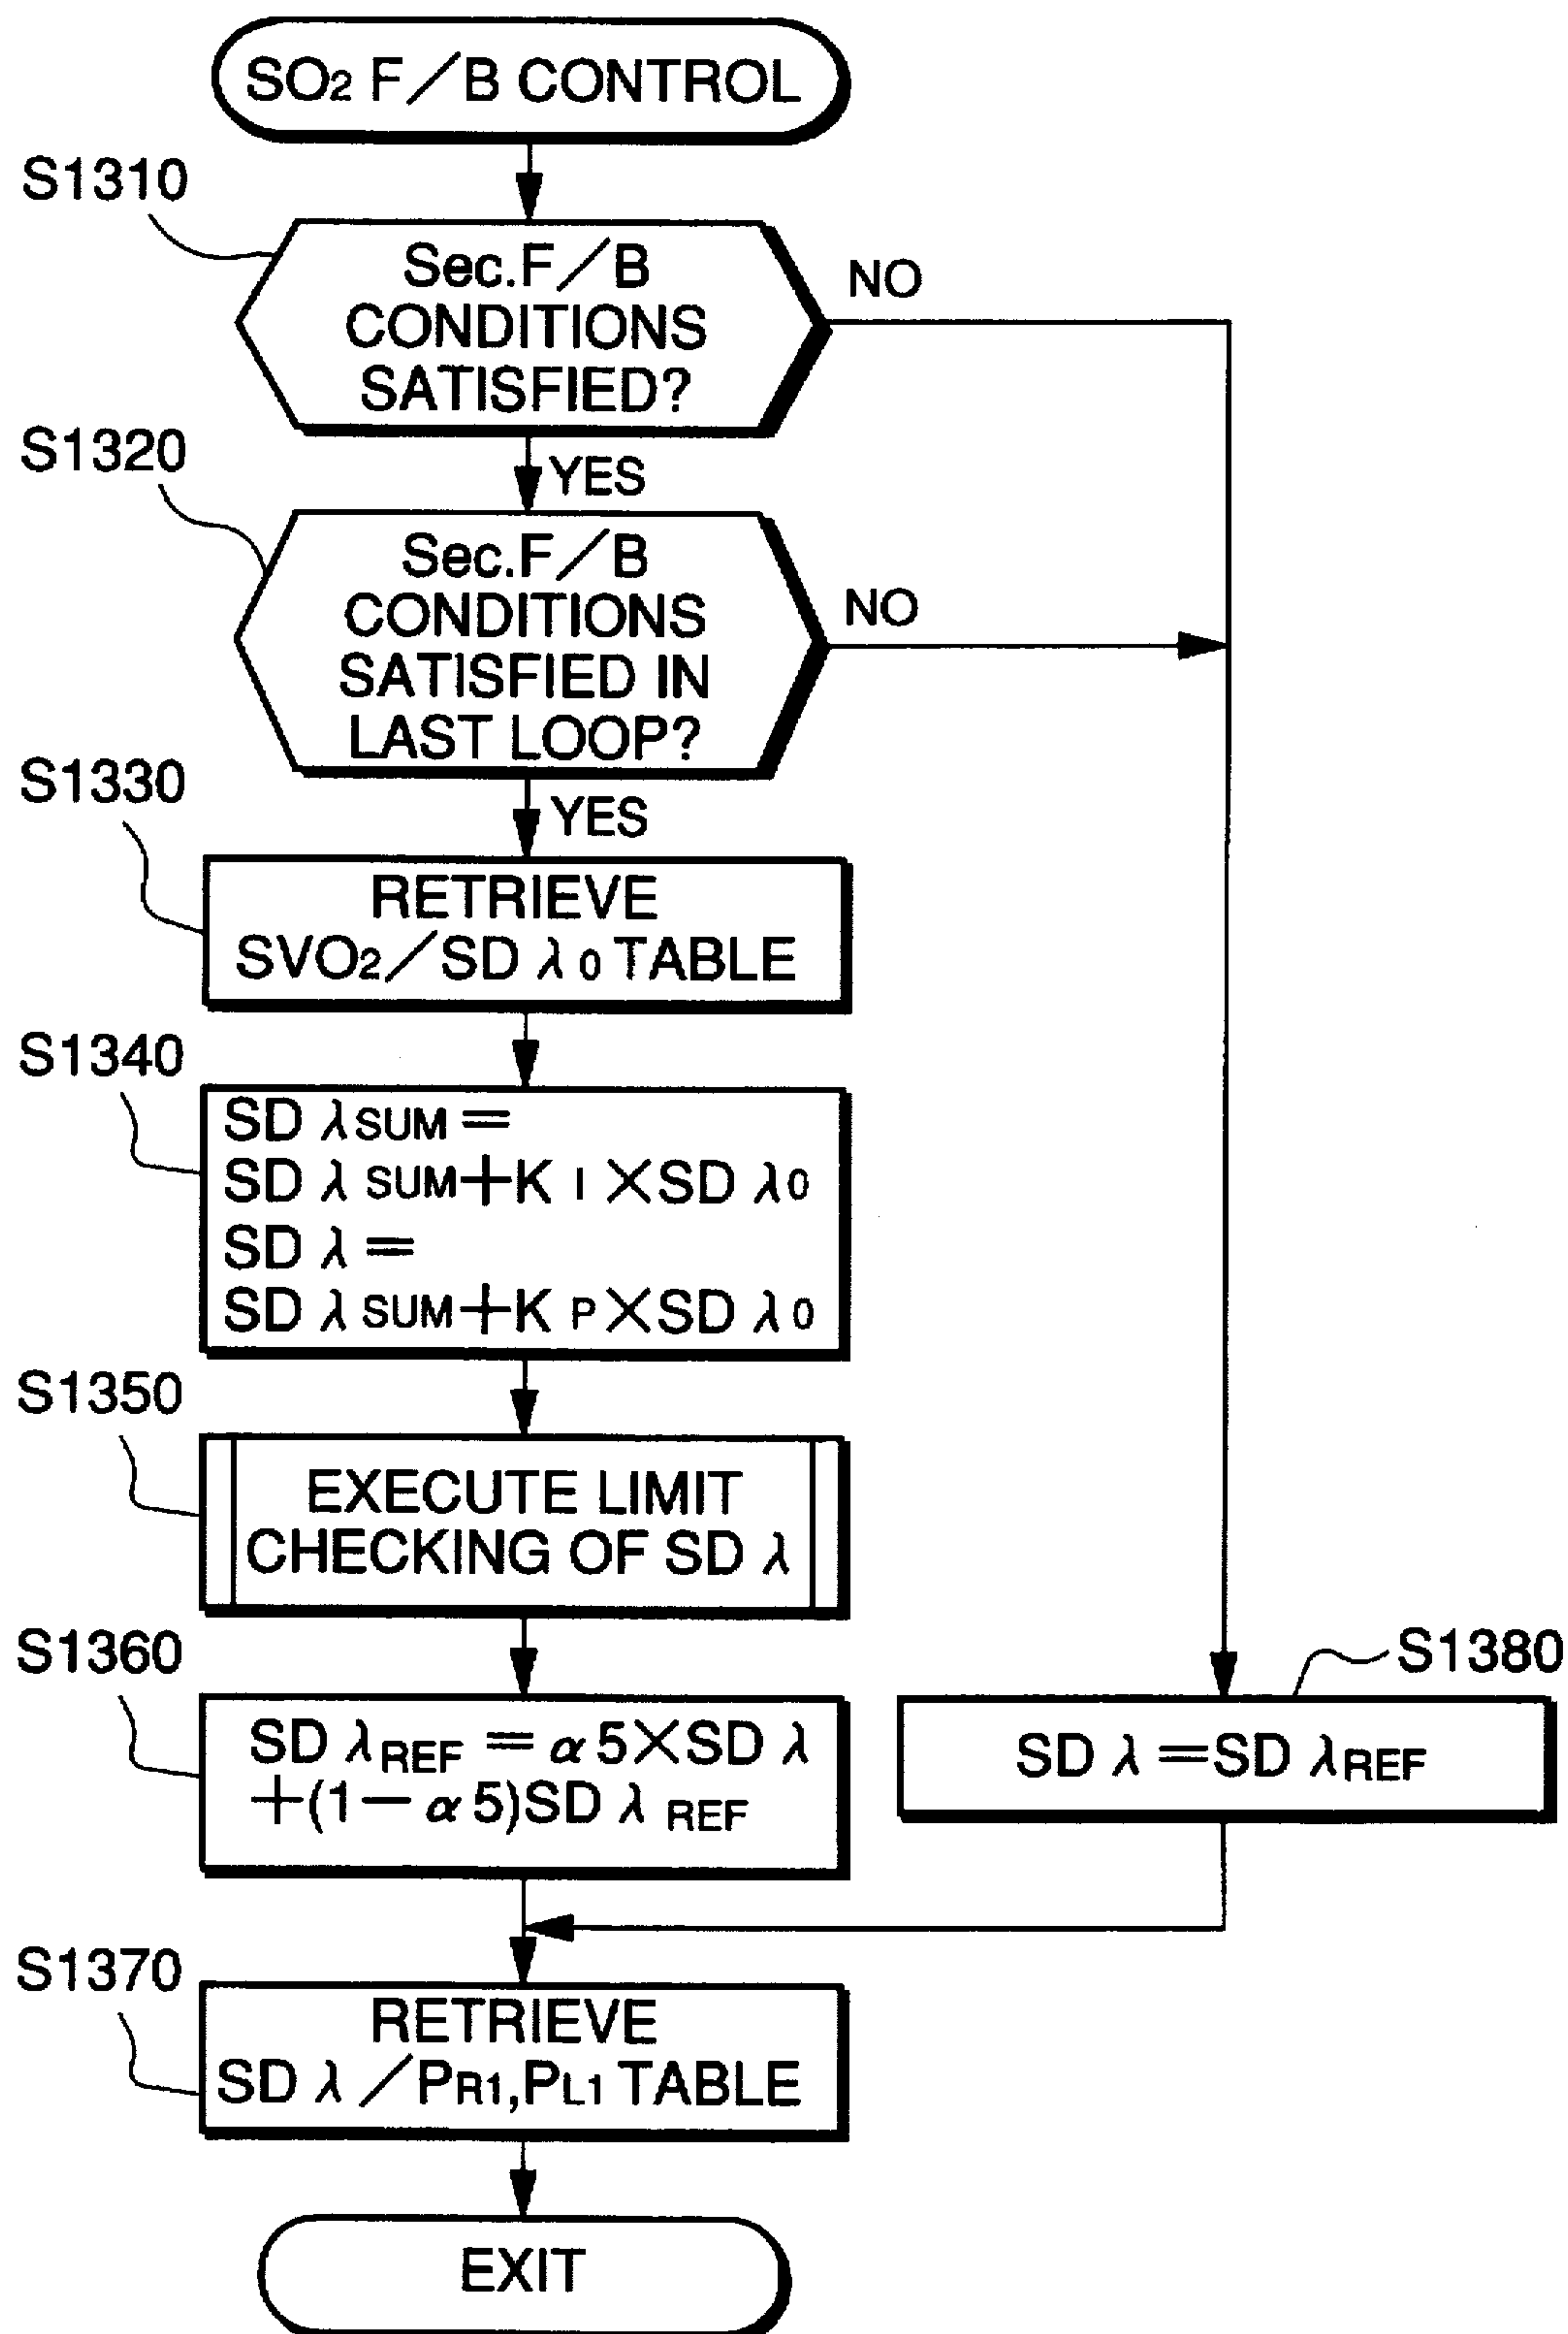 SO2 F/B CONTROL
S1310
Sec.F/B
CONDITIONS
SATISFIED?
NO
YES
S1320
Sec.F/B
CONDITIONS
SATISFIED IN
LAST LOOP?
NO
YES
S1330
RETRIEVE
SVO2/SD λ0 TABLE
S1340
SD λSUM=
SD λSUM+KI×SD λ0
SD λ=
SD λSUM+KP×SD λ0
S1350
EXECUTE LIMIT
CHECKING OF SD λ
S1360
SD λREF=α5×SD λ
+(1-α5)SD λREF
S1380
SD λ=SD λREF
S1370
RETRIEVE
SD λ/PR1,PL1 TABLE
EXIT